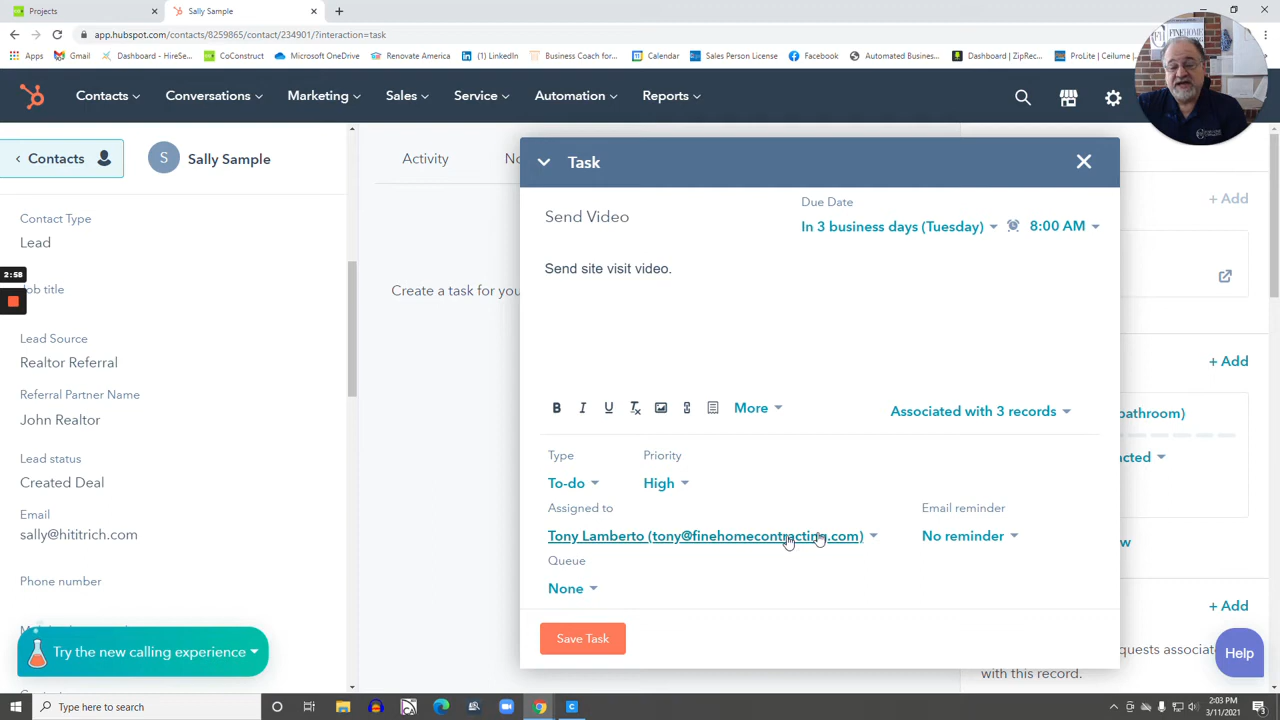 Projects
Sally Sample
app.hubspot.com/contacts/8259865/contact/234901/?interaction=task
Apps
Gmail
Dashboard — HireSe...
CoConstruct
Microsoft OneDrive
Renovate America
(1) LinkedIn
Business Coach for...
Calendar
Sales Person License
Facebook
Automated Busines...
Dashboard | ZipRec...
ProLite (Ceilume |...
Contacts
Conversations
Marketing
Sales
Service
Automation
Reports
Contacts
S
Sally Sample
Activity
No
Task
+ Add
Contact Type
Lead
Send Video
Due Date
In 3 business days (Tuesday)
8:00 AM
2:58
Job title
Send site visit video.
Create a task for you
Lead Source
Realtor Referral
+ Add
Referral Partner Name
John Realtor
B I U Tx
More
Associated with 3 records
bathroom)
Lead status
Created Deal
Type
Priority
To-do
High
acted
Email
sally@hititrich.com
Assigned to
Email reminder
Tony Lamberto (tony@finehomecontracting.com)
No reminder
w
Phone number
Queue
None
+ Add
Try the new calling experience
Save Task
quests associa
with this record.
Help
Type here to search
2:03 PM
3/11/2021
3